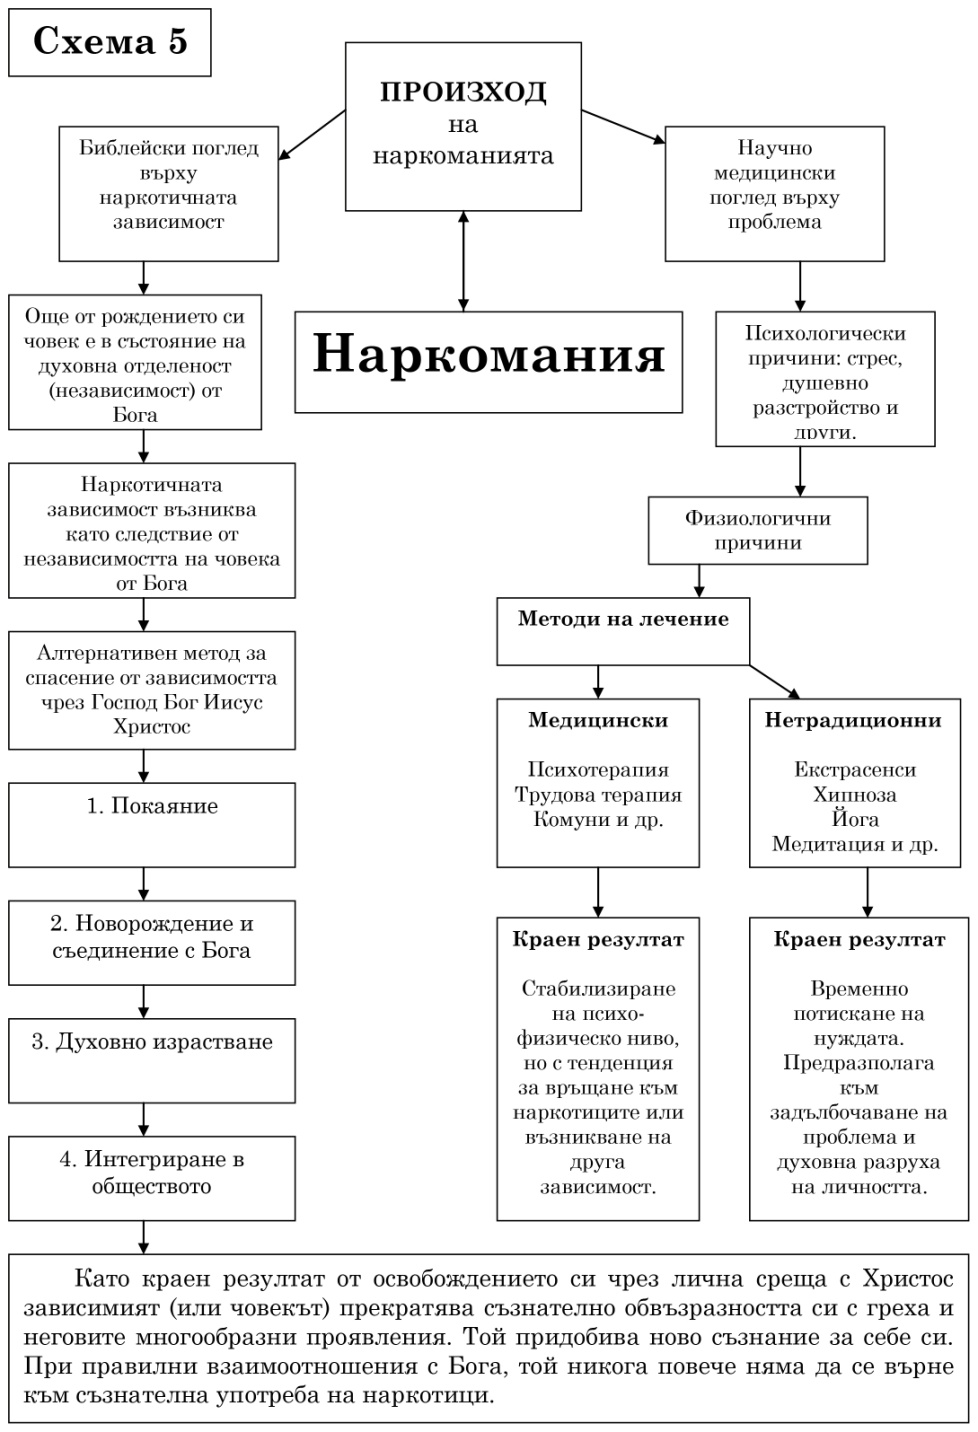 Схема 5
ПРОИЗХОД
на
наркоманията
Библейски поглед
върху
наркотичната
зависимост
Научно
медицински
поглед върху
проблема
Още от рождението си
човек е в състояние на
духовна отделеност
(независимост) от
Бога
Наркомания
Психологически
причини: стрес,
душевно
разстройство и
други.
Наркотичната
зависимост възниква
като следствие от
независимостта на човека
от Бога
Физиологични
причини
Алтернативен метод за
спасение от зависимостта
чрез Господ Бог Иисус
Христос
Методи на лечение
Медицински
Психотерапия
Трудова терапия
Комуни и др.
Нетрадиционни
Екстрасенси
Хипноза
Йога
Медитация и др.
1. Покаяние
2. Новорождение и
съединение с Бога
3. Духовно израстване
4. Интегриране в
обществото
Краен резултат
Стабилизиране
на психо-
физическо ниво,
но с тенденция
за връщане към
наркотиците или
възникване на
друга
зависимост.
Краен резултат
Временно
потискане на
нуждата.
Предразполага
към
задълбочаване на
проблема и
духовна разруха
на личността.
Като краен резултат от освобождението си чрез лична среща с Христос
зависимият (или човекът) прекратява съзнателно обвъзразността си с греха и
неговите многообразни проявления. Той придобива ново съзнание за себе си.
При правилни взаимоотношения с Бога, той никога повече няма да се върне
към съзнателна употреба на наркотици.